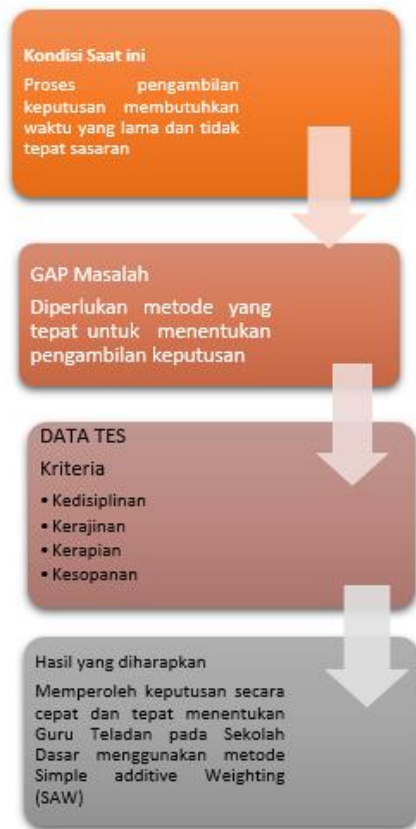 Kondisi Saat ini
Proses pengambilan
keputusan membutuhkan
waktu yang lama dan tidak
tepat sasaran
GAP Masalah
Diperlukan metode yang
tepat untuk menentukan
pengambilan keputusan
DATA TES
Kriteria
• Kedisiplinan
• Kerajinan
• Kerapian
• Kesopanan
Hasil yang diharapkan
Memperoleh keputusan secara
cepat dan tepat menentukan
Guru Teladan pada Sekolah
Dasar menggunakan metode
Simple additive Weighting
(SAW)